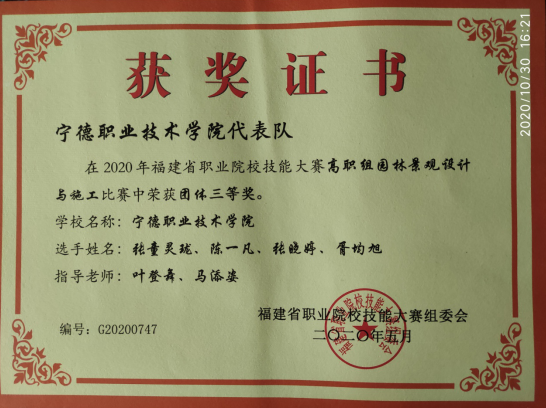 获奖证书
宁德职业技术学院代表队
在2020年福建省职业院校技能大赛高职组园林景观设计
与施工比赛中荣获团体三等奖。
学校名称：宁德职业技术学院
选手姓名：张童灵珑、陈一凡、张晓婷、胥均旭
指导老师：叶登舞、马添姿
福建省职业院校技能大赛组委会
二〇二〇年五月
编号：G20200747
2020/10/30 16:21